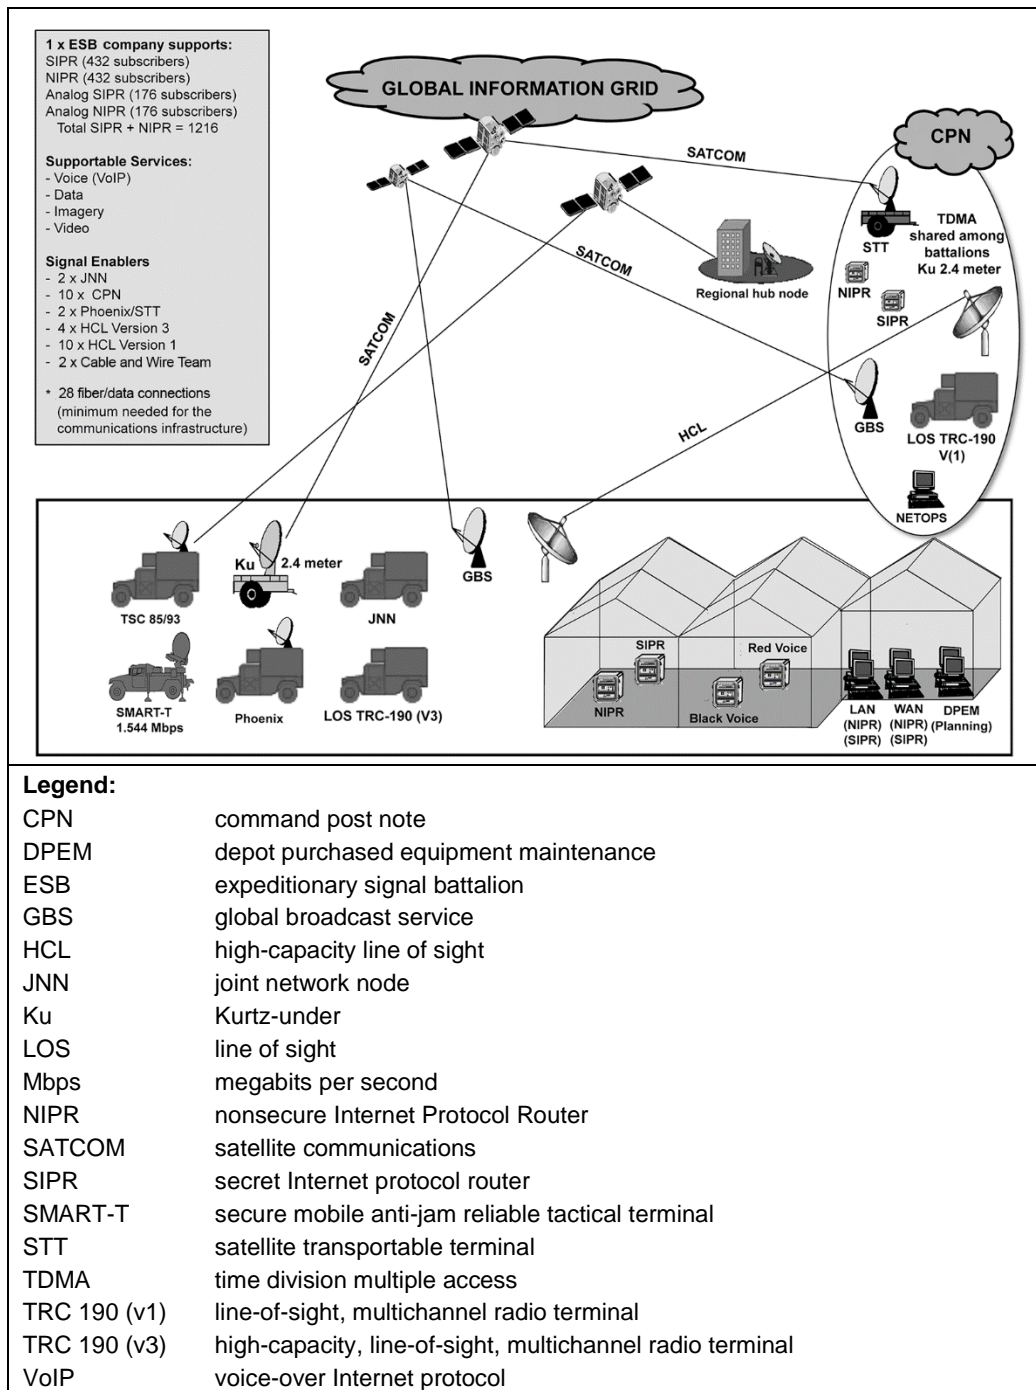 1 x ESB company supports:
SIPR (432 subscribers)
NIPR (432 subscribers)
Analog SIPR (176 subscribers)
Analog NIPR (176 subscribers)
Total SIPR + NIPR = 1216
Supportable Services:
- Voice (VoIP)
- Data
- Imagery
- Video
Signal Enablers
- 2 x JNN
- 10 x CPN
- 2 x Phoenix/STT
- 4 x HCL Version 3
- 10 x HCL Version 1
- 2 x Cable and Wire Team
* 28 fiber/data connections
(minimum needed for the
communications infrastructure)
GLOBAL INFORMATION GRID
CPN
SATCOM
SATCOM
SATCOM
HCL
Regional hub node
STT
TDMA
shared among
battalions
Ku 2.4 meter
NIPR
SIPR
GBS
LOS TRC-190
V(1)
NETOPS
TSC 85/93
Ku
2.4 meter
JNN
GBS
SMART-T
1.544 Mbps
Phoenix
LOS TRC-190 (V3)
SIPR
NIPR
Red Voice
Black Voice
LAN
(NIPR)
(SIPR)
WAN
(NIPR)
(SIPR)
DPEM
(Planning)
Legend:
CPN command post note
DPEM depot purchased equipment maintenance
ESB expeditionary signal battalion
GBS global broadcast service
HCL high-capacity line of sight
JNN joint network node
Ku Kurtz-under
LOS line of sight
Mbps megabits per second
NIPR nonsecure Internet Protocol Router
SATCOM satellite communications
SIPR secret Internet protocol router
SMART-T secure mobile anti-jam reliable tactical terminal
STT satellite transportable terminal
TDMA time division multiple access
TRC 190 (v1) line-of-sight, multichannel radio terminal
TRC 190 (v3) high-capacity, line-of-sight, multichannel radio terminal
VoIP voice-over Internet protocol